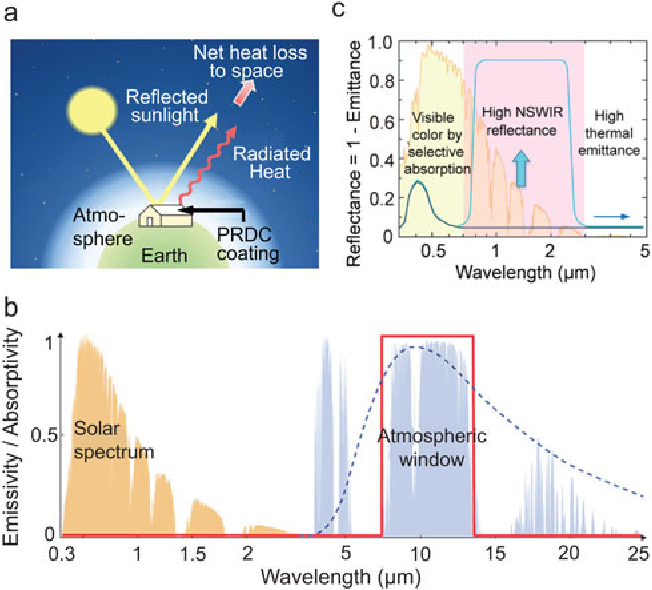 a
Net heat loss
to space
Reflected
sunlight
Radiated
Heat
Atmo-
sphere
PRDC
coating
Earth
c
Reflectance = 1 - Emittance
1.0
0.8
0.6
0.4
0.2
0
Visible
color by
selective
absorption
High NSWIR
reflectance
High
thermal
emittance
0.5
1
2
5
Wavelength (μm)
b
Emissivity / Absorptivity
1
0.5
0
Solar
spectrum
Atmospheric
window
0.3
1
1.5
2
5
10
15
20
25
Wavelength (μm)